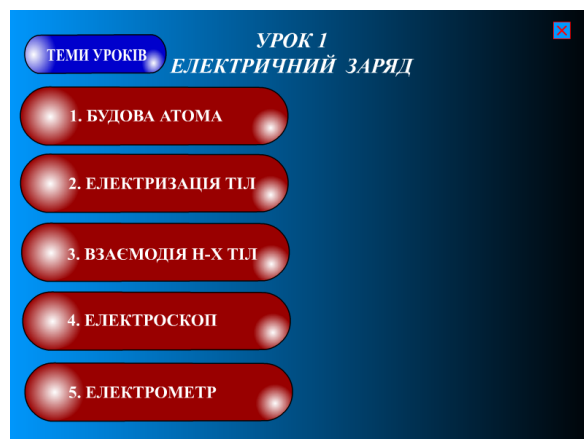 УРОК 1
ТЕМИ УРОКІВ
ЕЛЕКТРИЧНИЙ ЗАРЯД
1. БУДОВА АТОМА
2. ЕЛЕКТРИЗАЦІЯ ТІЛ
3. ВЗАЄМОДІЯ Н-Х ТІЛ
4. ЕЛЕКТРОСКОП
5. ЕЛЕКТРОМЕТР